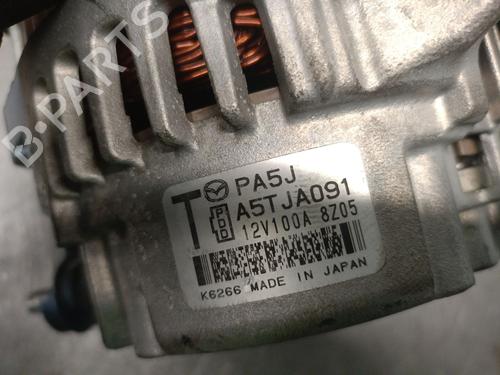 B-PARTS
T PA5J
A5TJA091
12V100A 8Z05
K6266 MADE IN JAPAN